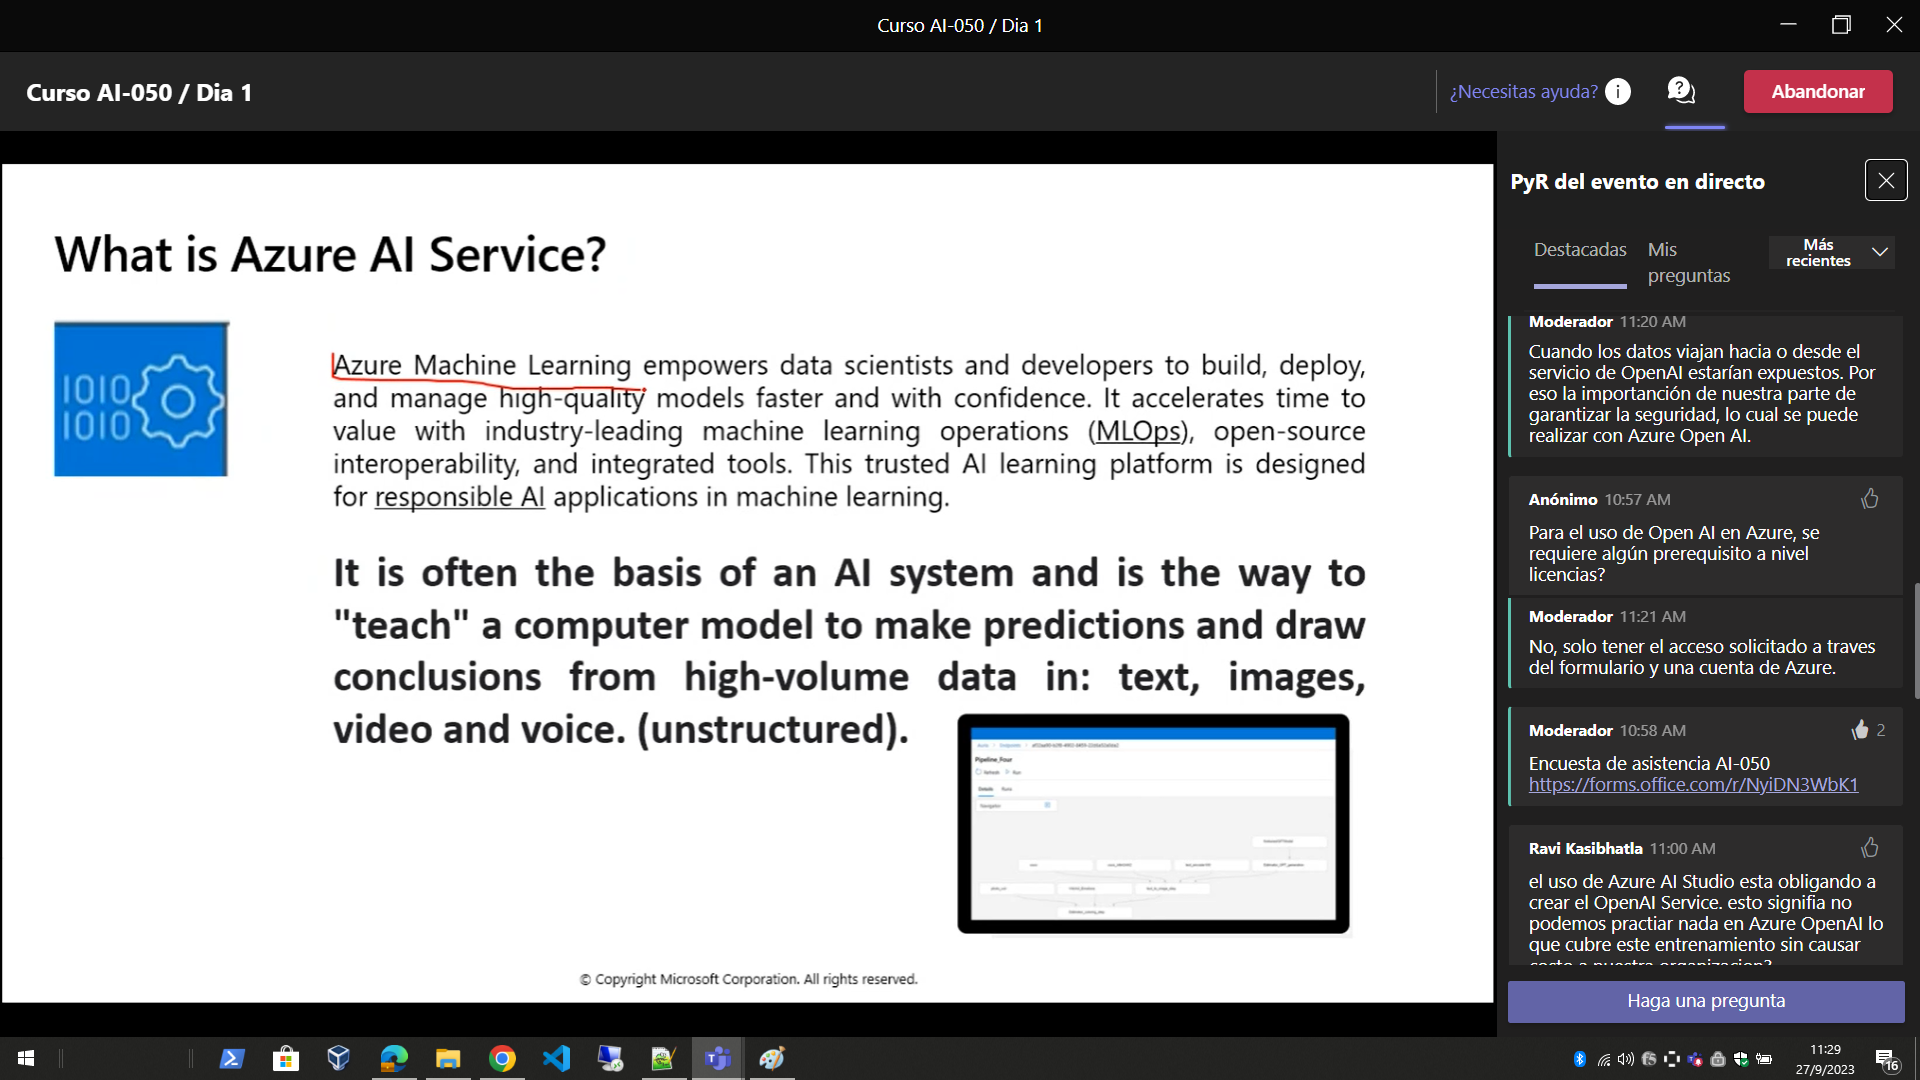 Curso AI-050 / Dia 1
Curso AI-050 / Dia 1
¿Necesitas ayuda?
Abandonar
What is Azure AI Service?
1010
1010
Azure Machine Learning empowers data scientists and developers to build, deploy,
and manage high-quality models faster and with confidence. It accelerates time to
value with industry-leading machine learning operations (MLOps), open-source
interoperability, and integrated tools. This trusted AI learning platform is designed
for responsible AI applications in machine learning.
It is often the basis of an AI system and is the way to
"teach" a computer model to make predictions and draw
conclusions from high-volume data in: text, images,
video and voice. (unstructured).
Pipeline_Four
Refresh Run
Details Runs
Navigator
© Copyright Microsoft Corporation. All rights reserved.
PyR del evento en directo
Destacadas
Mis
preguntas
Más
recientes
Moderador 11:20 AM
Cuando los datos viajan hacia o desde el
servicio de OpenAI estarían expuestos. Por
eso la importanción de nuestra parte de
garantizar la seguridad, lo cual se puede
realizar con Azure Open AI.
Anónimo 10:57 AM
Para el uso de Open AI en Azure, se
requiere algún prerequisito a nivel
licencias?
Moderador 11:21 AM
No, solo tener el acceso solicitado a traves
del formulario y una cuenta de Azure.
Moderador 10:58 AM
2
Encuesta de asistencia AI-050
https://forms.office.com/r/NyiDN3WbK1
Ravi Kasibhatla 11:00 AM
el uso de Azure AI Studio esta obligando a
crear el OpenAI Service. esto signifia no
podemos practiar nada en Azure OpenAI lo
que cubre este entrenamiento sin causar
costo a nuestra organizacion?
Haga una pregunta
11:29
27/9/2023
16